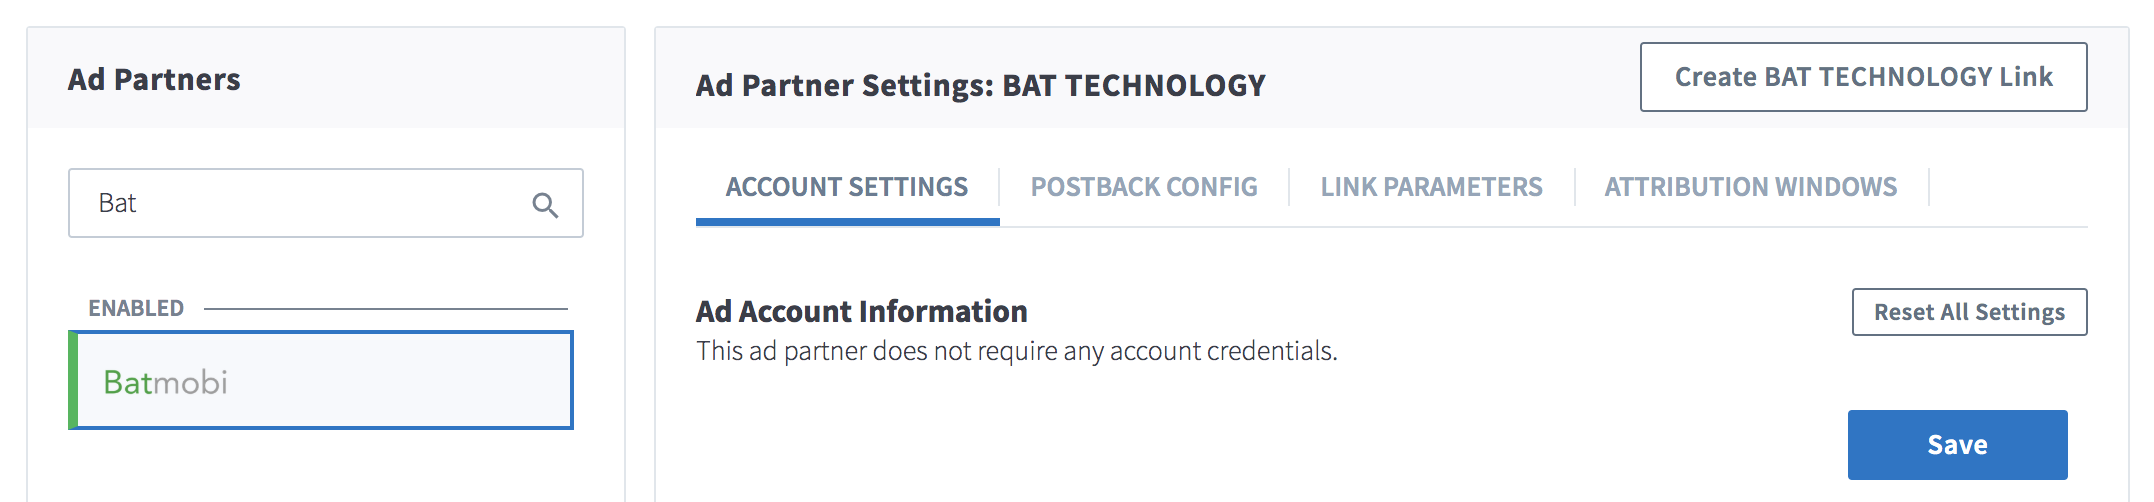 Ad Partners
Bat
ENABLED
Batmobi
Ad Partner Settings: BAT TECHNOLOGY
Create BAT TECHNOLOGY Link
ACCOUNT SETTINGS
POSTBACK CONFIG
LINK PARAMETERS
ATTRIBUTION WINDOWS
Ad Account Information
Reset All Settings
This ad partner does not require any account credentials.
Save